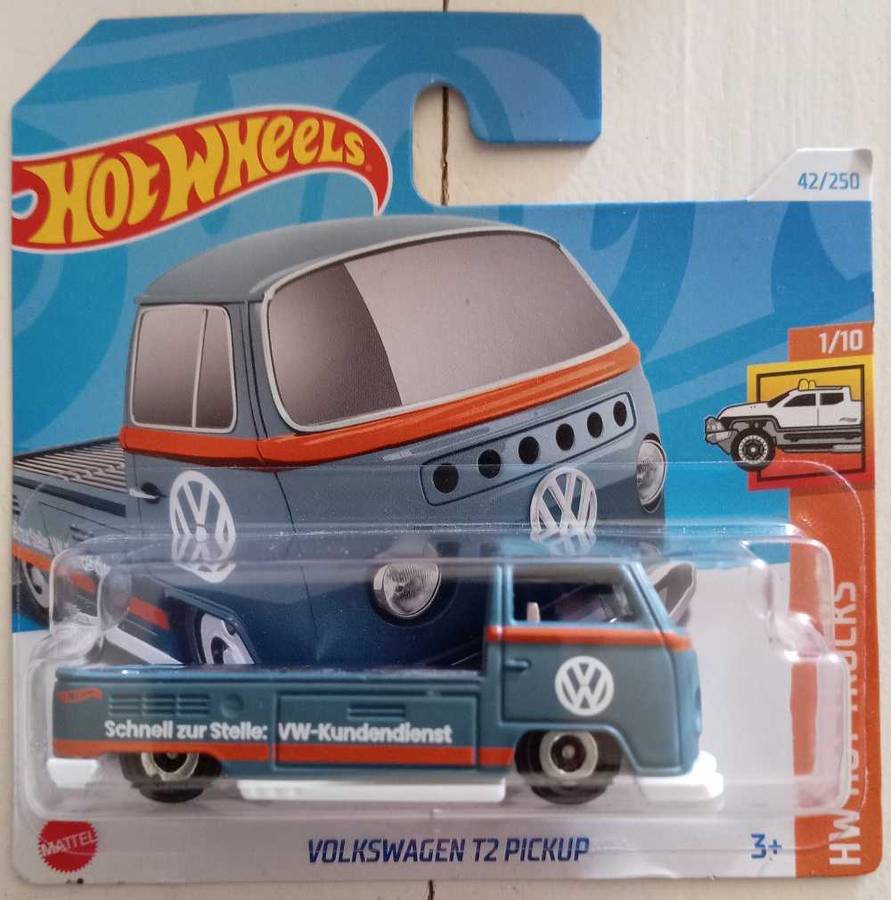 HOT WHEELS
42/250
1/10
HW HOT TRUCKS
Schnell zur Stelle: VW-Kundendienst
MATTEL
VOLKSWAGEN T2 PICKUP
3+